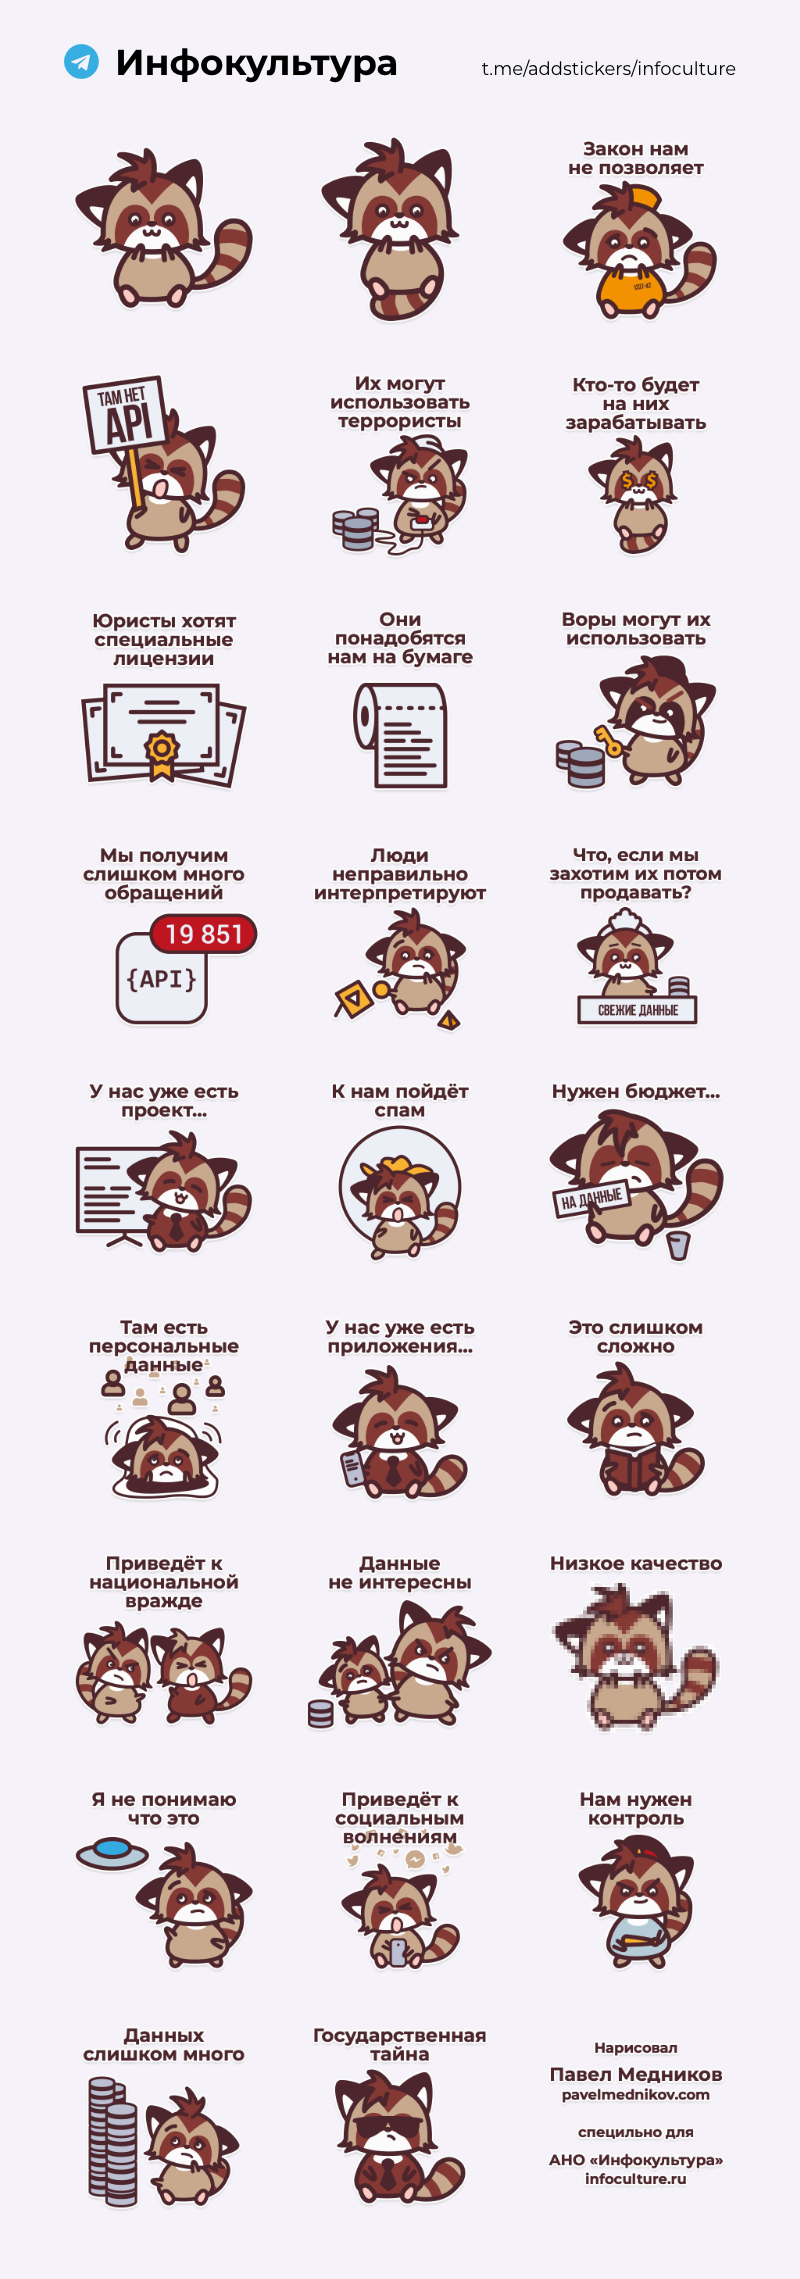 Инфокультура
t.me/addstickers/infoculture
Закон нам
не позволяет
1337-42
ТАМ НЕТ
API
Их могут
использовать
террористы
Кто-то будет
на них
зарабатывать
$ $
Юристы хотят
специальные
лицензии
Они
понадобятся
нам на бумаге
Воры могут их
использовать
Мы получим
слишком много
обращений
19 851
{API}
Люди
неправильно
интерпретируют
Что, если мы
захотим их потом
продавать?
СВЕЖИЕ ДАННЫЕ
У нас уже есть
проект...
К нам пойдёт
спам
Нужен бюджет...
НА ДАННЫЕ
Там есть
персональные
данные
У нас уже есть
приложения...
Это слишком
сложно
Приведёт к
национальной
вражде
Данные
не интересны
Низкое качество
Я не понимаю
что это
Приведёт к
социальным
волнениям
Нам нужен
контроль
Данных
слишком много
Государственная
тайна
Нарисовал
Павел Медников
pavelmednikov.com
специльно для
АНО «Инфокультура»
infoculture.ru